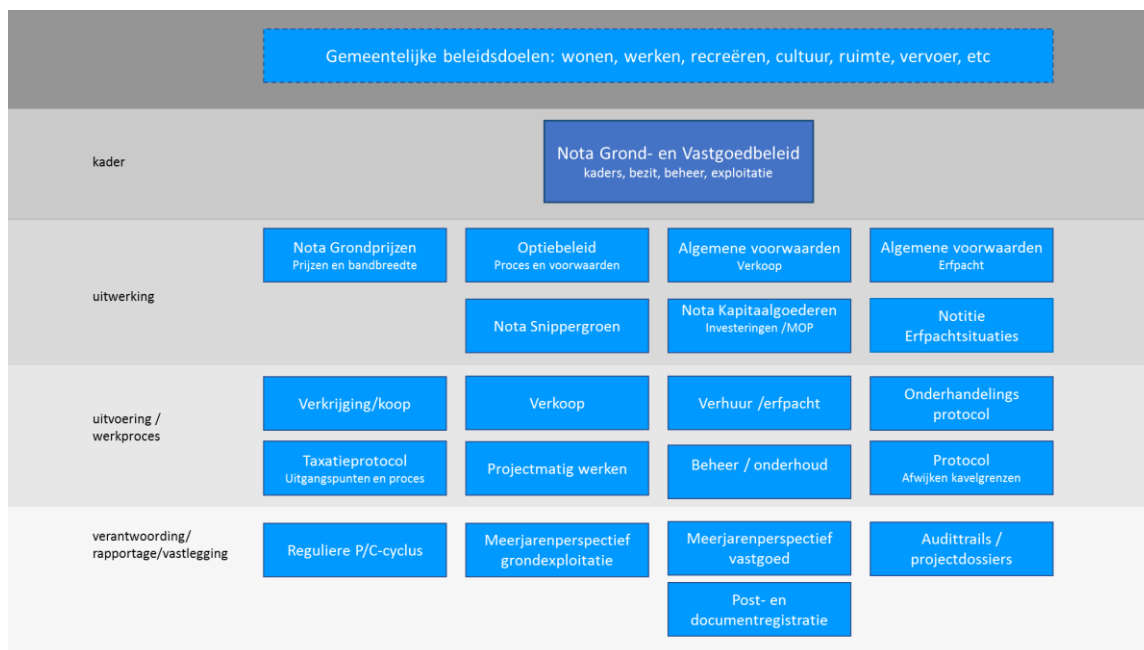 Gemeentelijke beleidsdoelen: wonen, werken, recreëren, cultuur, ruimte, vervoer, etc
kader
Nota Grond- en Vastgoedbeleid
kaders, bezit, beheer, exploitatie
uitwerking
Nota Grondprijzen
Prijzen en bandbreedte
Optiebeleid
Proces en voorwaarden
Algemene voorwaarden
Verkoop
Algemene voorwaarden
Erfpacht
Nota Snippergroen
Nota Kapitaalgoederen
Investeringen /MOP
Notitie
Erfpachtsituaties
uitvoering /
werkproces
Verkrijging/koop
Verkoop
Verhuur /erfpacht
Onderhandelings
protocol
Taxatieprotocol
Uitgangspunten en proces
Projectmatig werken
Beheer / onderhoud
Protocol
Afwijken kavelgrenzen
verantwoording/
rapportage/vastlegging
Reguliere P/C-cyclus
Meerjarenperspectief
grondexploitatie
Meerjarenperspectief
vastgoed
Audittrails /
projectdossiers
Post- en
documentregistratie